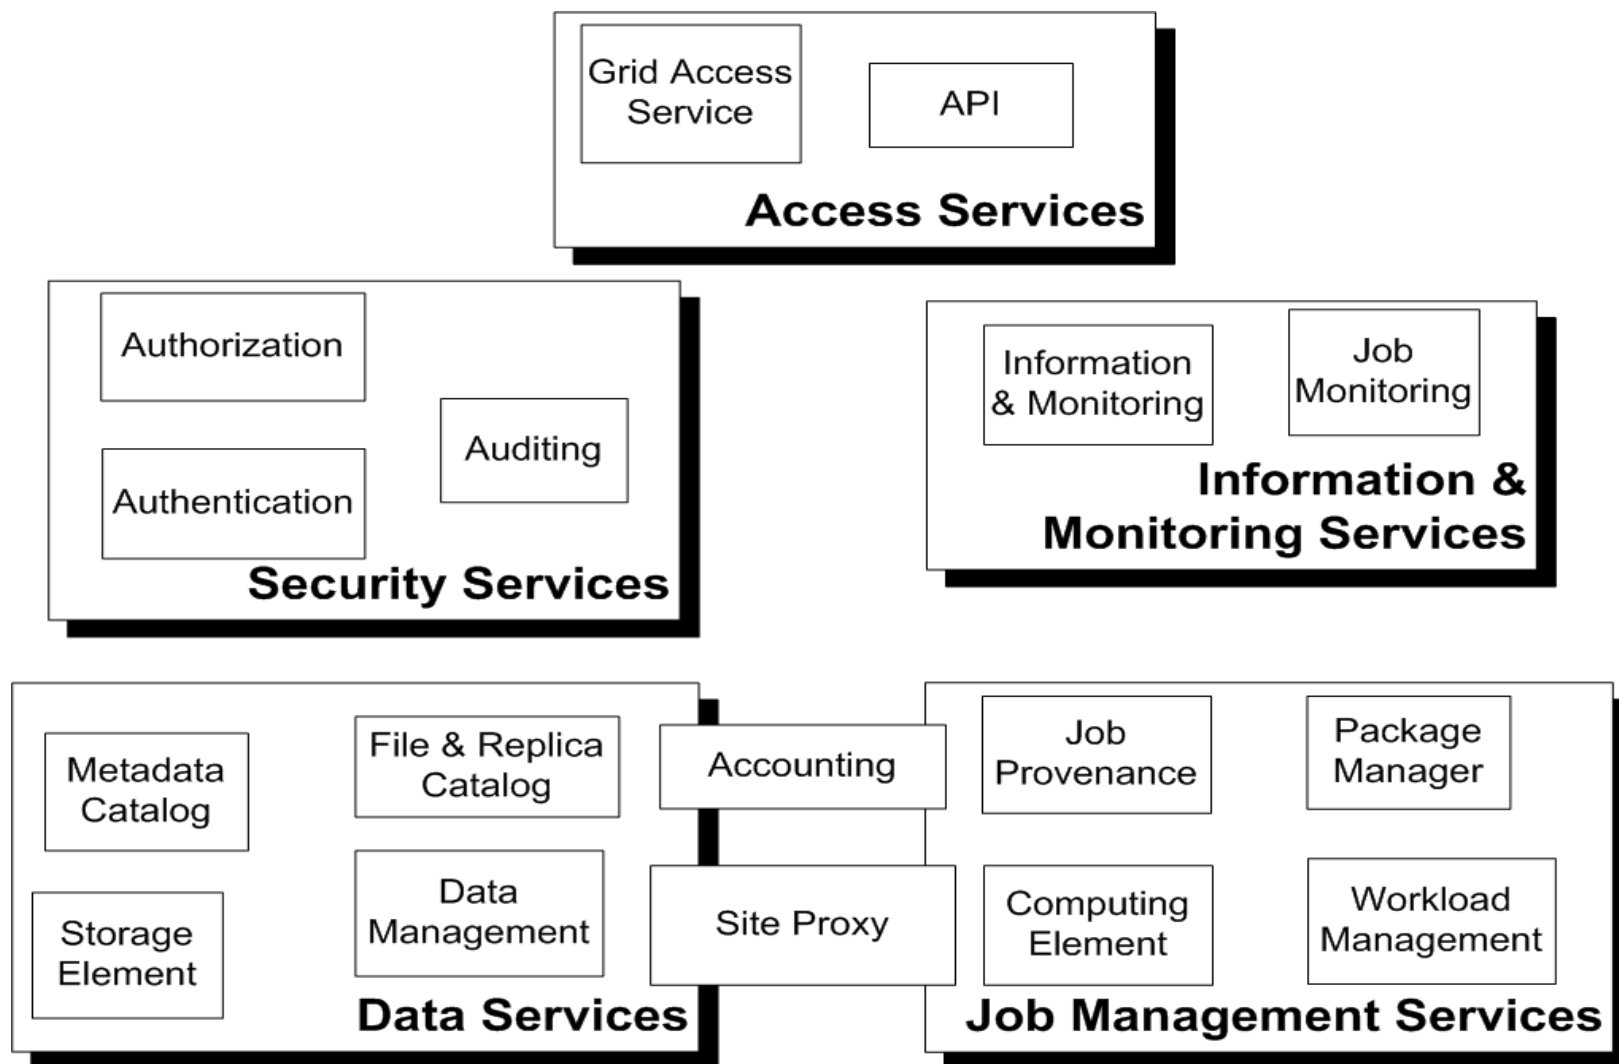 Grid Access
Service
API
Access Services
Authorization
Auditing
Authentication
Security Services
Information
& Monitoring
Job
Monitoring
Information &
Monitoring Services
Metadata
Catalog
File & Replica
Catalog
Storage
Element
Data
Management
Data Services
Accounting
Site Proxy
Job
Provenance
Package
Manager
Computing
Element
Workload
Management
Job Management Services